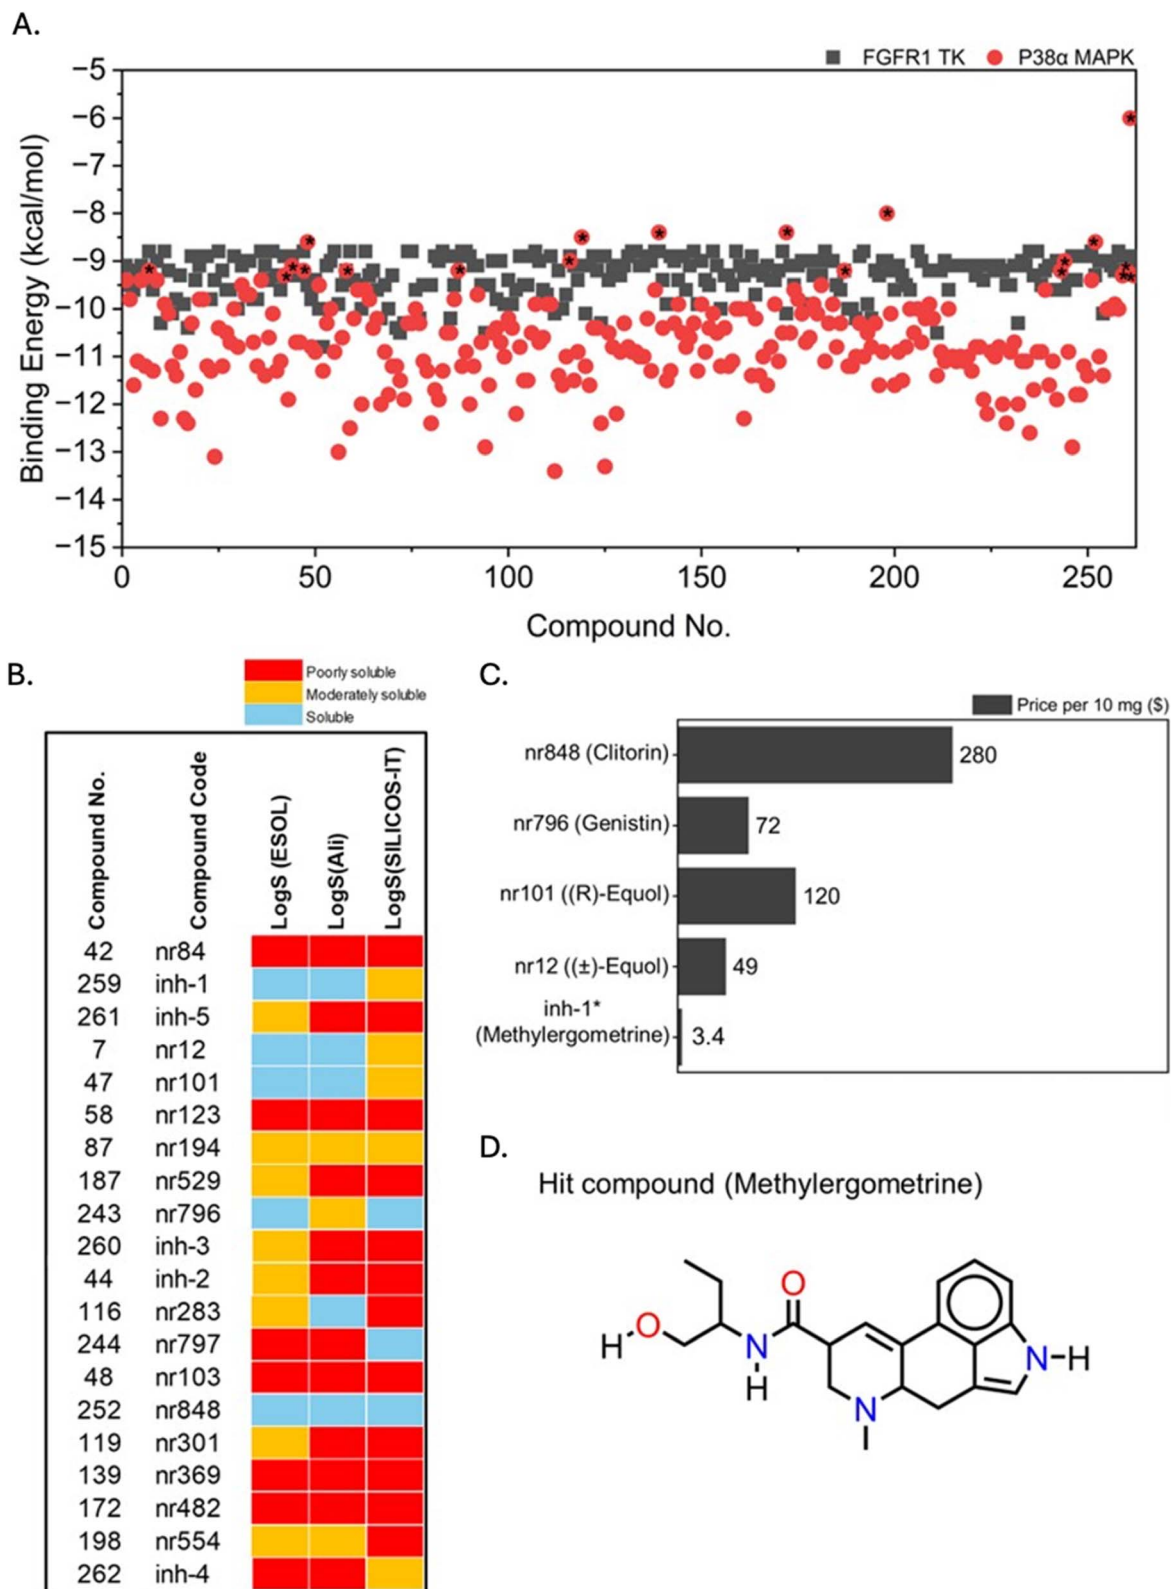 A.
FGFR1 TK P38α MAPK
Binding Energy (kcal/mol)
−5
−6
−7
−8
−9
−10
−11
−12
−13
−14
−15
0 50 100 150 200 250
Compound No.
B.
Poorly soluble
Moderately soluble
Soluble
Compound No. Compound Code LogS (ESOL) LogS(Ali) LogS(SILICOS-IT)
42 nr84
259 inh-1
261 inh-5
7 nr12
47 nr101
58 nr123
87 nr194
187 nr529
243 nr796
260 inh-3
44 inh-2
116 nr283
244 nr797
48 nr103
252 nr848
119 nr301
139 nr369
172 nr482
198 nr554
262 inh-4
C.
Price per 10 mg ($)
nr848 (Clitorin) 280
nr796 (Genistin) 72
nr101 ((R)-Equol) 120
nr12 ((±)-Equol) 49
inh-1*
(Methylergometrine) 3.4
D.
Hit compound (Methylergometrine)
O
H O N N H
H
N